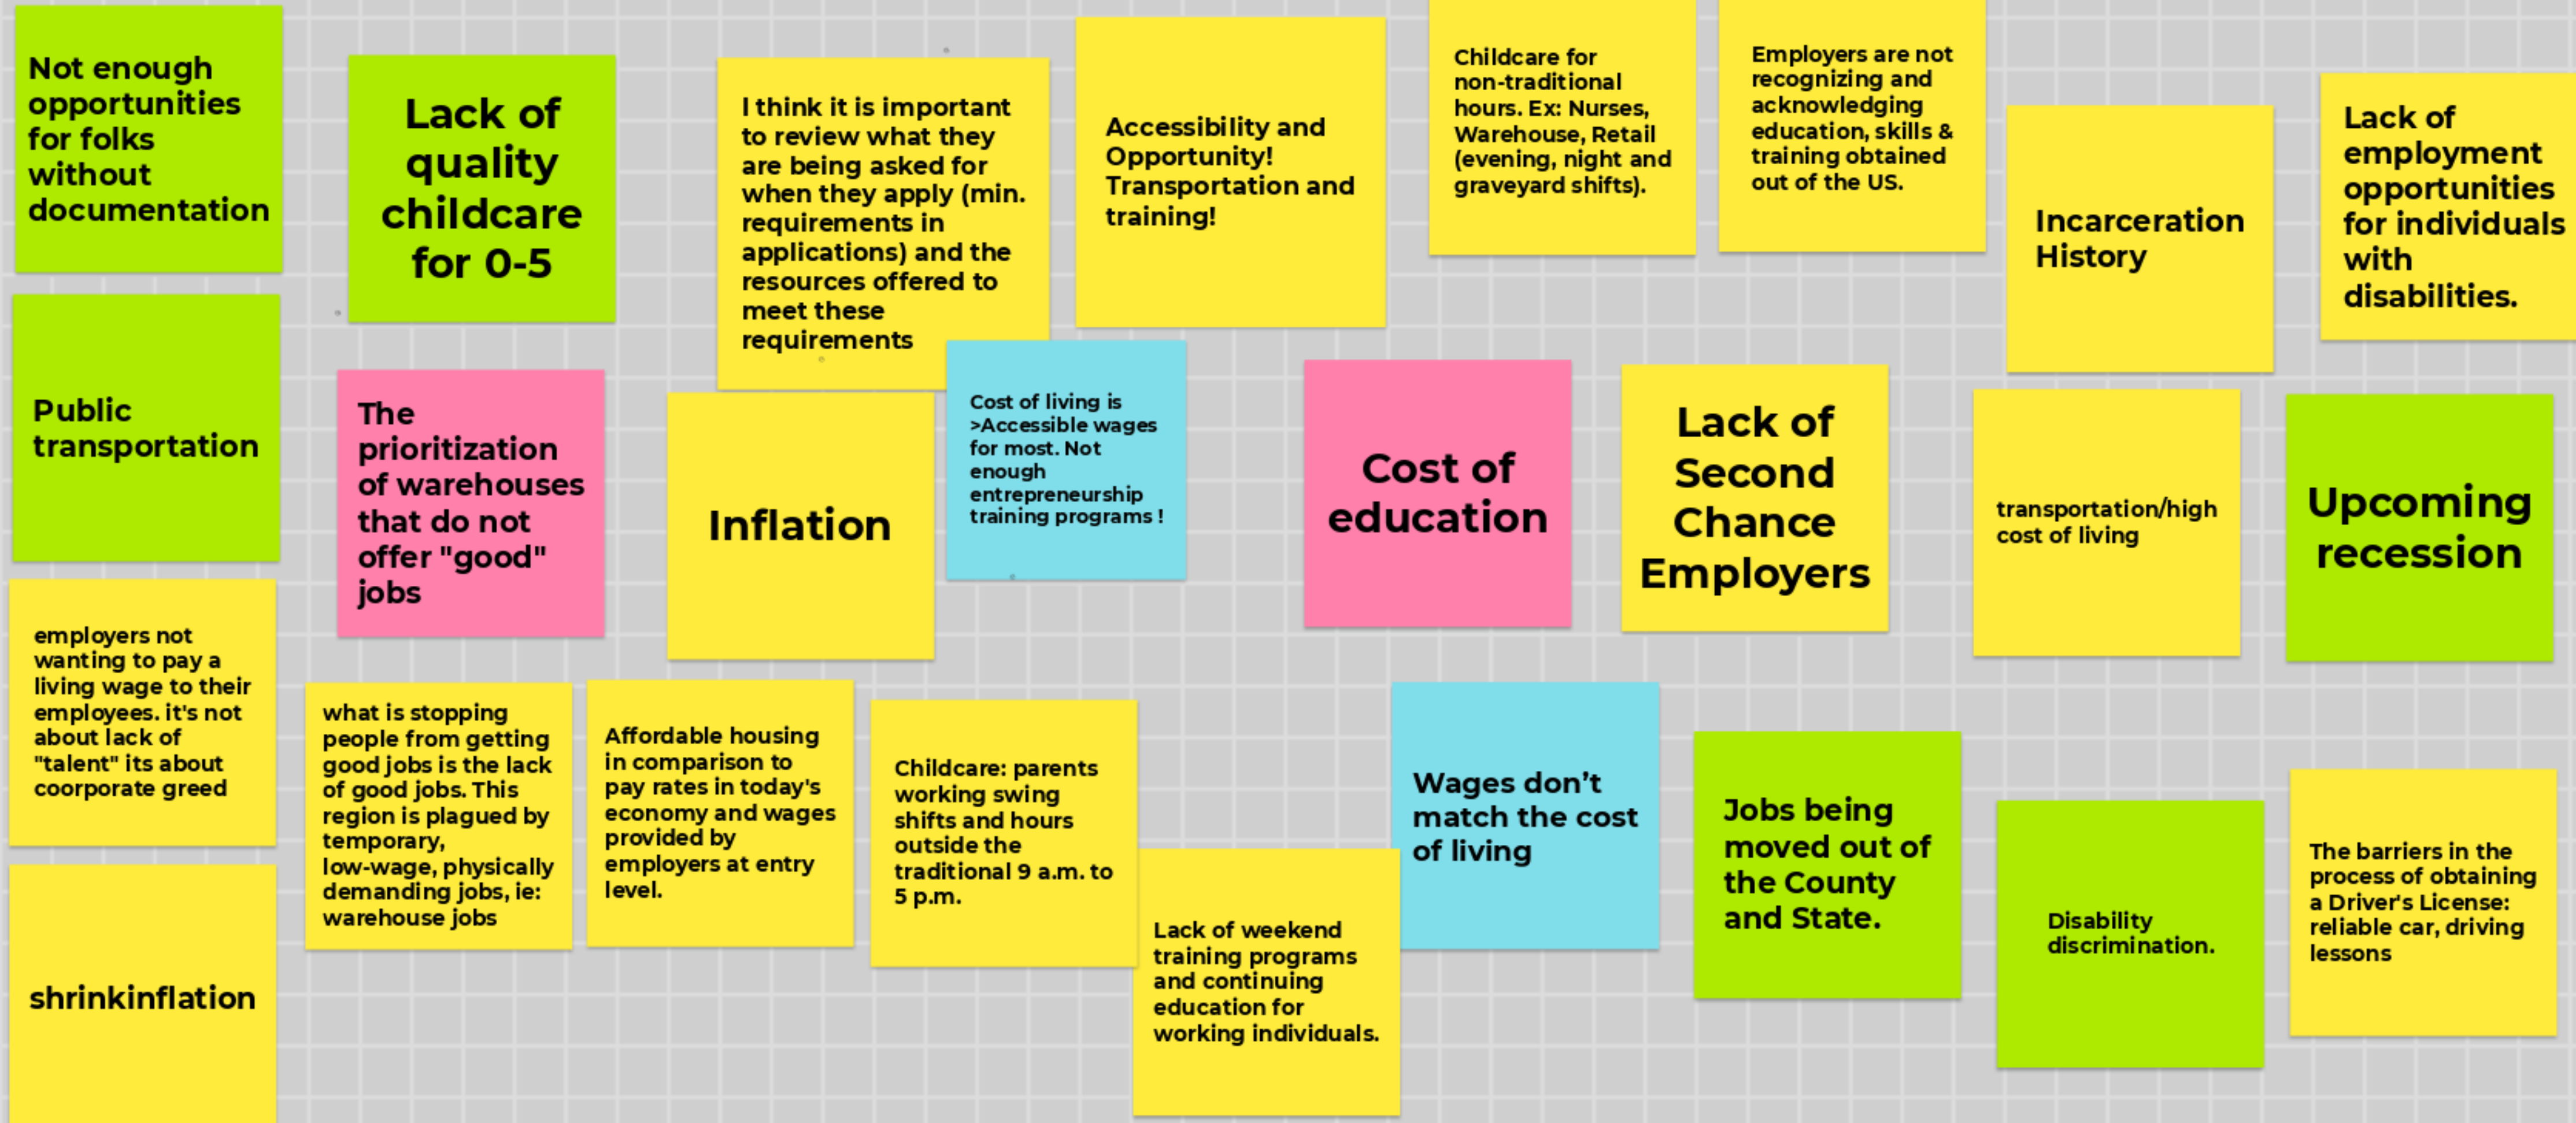 Not enough
opportunities
for folks
without
documentation
Lack of
quality
childcare
for 0-5
I think it is important
to review what they
are being asked for
when they apply (min.
requirements in
applications) and the
resources offered to
meet these
requirements
Accessibility and
Opportunity!
Transportation and
training!
Childcare for
non-traditional
hours. Ex: Nurses,
Warehouse, Retail
(evening, night and
graveyard shifts).
Employers are not
recognizing and
acknowledging
education, skills &
training obtained
out of the US.
Incarceration
History
Lack of
employment
opportunities
for individuals
with
disabilities.
Public
transportation
The
prioritization
of warehouses
that do not
offer "good"
jobs
Inflation
Cost of living is
>Accessible wages
for most. Not
enough
entrepreneurship
training programs !
Cost of
education
Lack of
Second
Chance
Employers
transportation/high
cost of living
Upcoming
recession
employers not
wanting to pay a
living wage to their
employees. it's not
about lack of
"talent" its about
coorporate greed
what is stopping
people from getting
good jobs is the lack
of good jobs. This
region is plagued by
temporary,
low-wage, physically
demanding jobs, ie:
warehouse jobs
Affordable housing
in comparison to
pay rates in today's
economy and wages
provided by
employers at entry
level.
Childcare: parents
working swing
shifts and hours
outside the
traditional 9 a.m. to
5 p.m.
Lack of weekend
training programs
and continuing
education for
working individuals.
Wages don’t
match the cost
of living
Jobs being
moved out of
the County
and State.
Disability
discrimination.
The barriers in the
process of obtaining
a Driver's License:
reliable car, driving
lessons
shrinkinflation